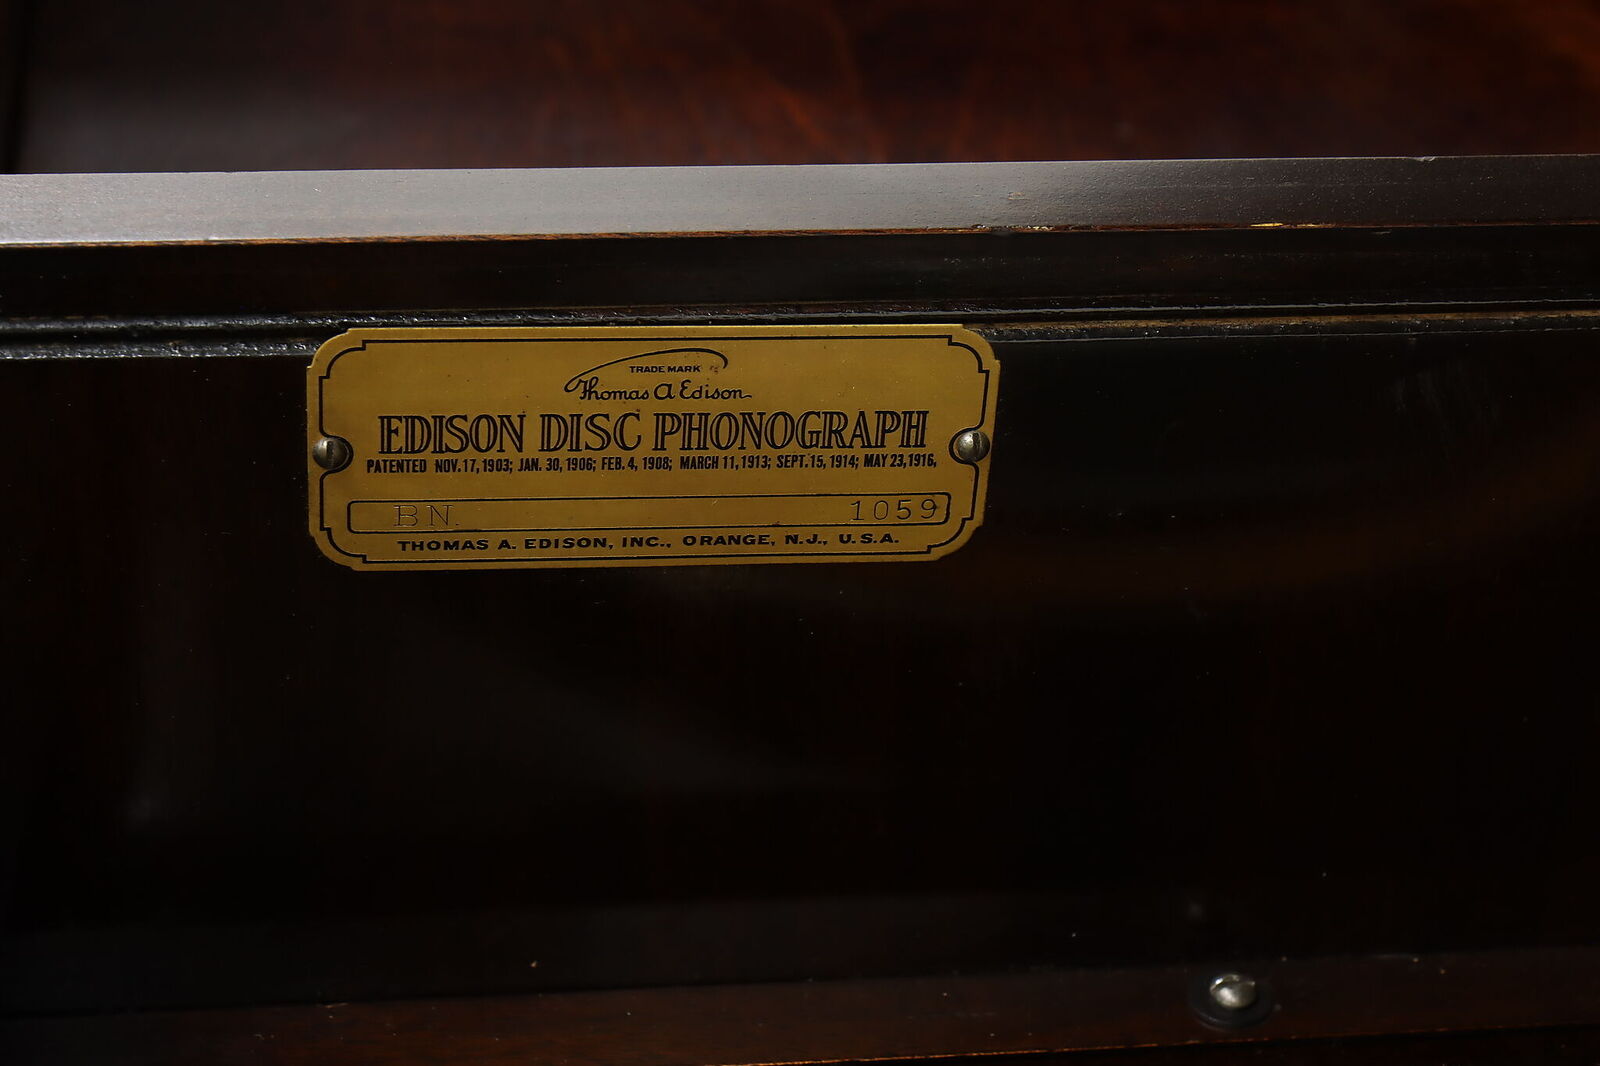 TRADE MARK
Thomas A Edison
EDISON DISC PHONOGRAPH
PATENTED NOV. 17, 1903; JAN. 30, 1906; FEB. 4, 1908; MARCH 11, 1913; SEPT. 15, 1914; MAY 23, 1916,
BN 1059
THOMAS A. EDISON, INC., ORANGE, N.J., U.S.A.